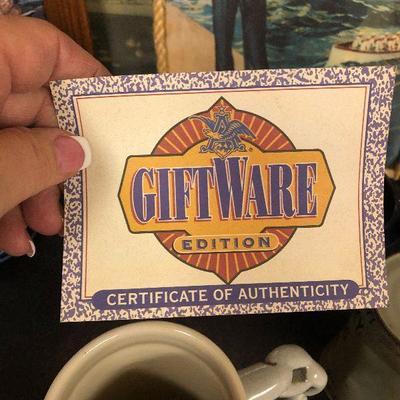 GIFTWARE
EDITION
CERTIFICATE OF AUTHENTICITY